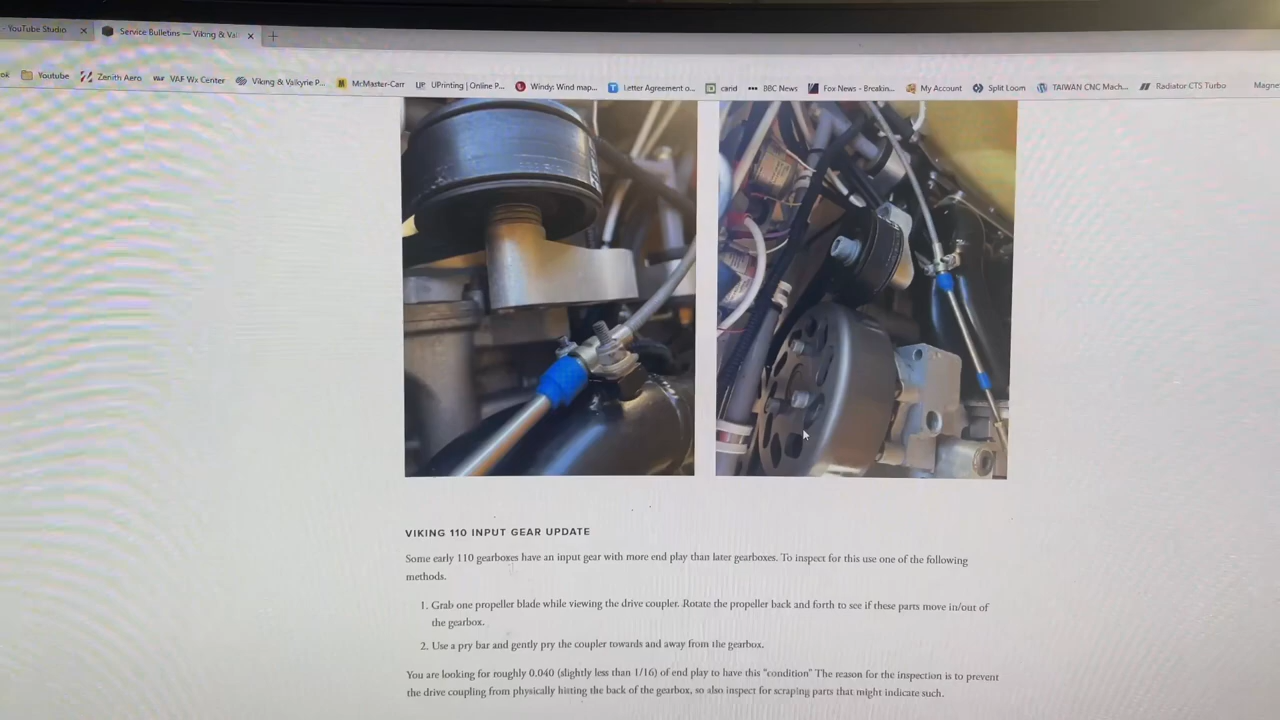 - YouTube Studio
Service Bulletins — Viking & Val
ok Youtube Zenith Aero VAF Wx Center Viking & Valkyrie P... McMaster-Carr UPrinting | Online P... Windy: Wind map... Letter Agreement o... carid BBC News Fox News - Breakin... My Account Split Loom TAIWAN CNC Mach... Radiator CTS Turbo Magne
VIKING 110 INPUT GEAR UPDATE
Some early 110 gearboxes have an input gear with more end play than later gearboxes. To inspect for this use one of the following
methods.
1. Grab one propeller blade while viewing the drive coupler. Rotate the propeller back and forth to see if these parts move in/out of
the gearbox.
2. Use a pry bar and gently pry the coupler towards and away from the gearbox.
You are looking for roughly 0.040 (slightly less than 1/16) of end play to have this "condition" The reason for the inspection is to prevent
the drive coupling from physically hitting the back of the gearbox, so also inspect for scraping parts that might indicate such.